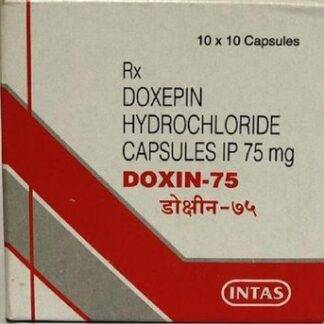 10 x 10 Capsules
Rx
DOXEPIN
HYDROCHLORIDE
CAPSULES IP 75 mg
DOXIN-75
डोक्षीन-७५
INTAS